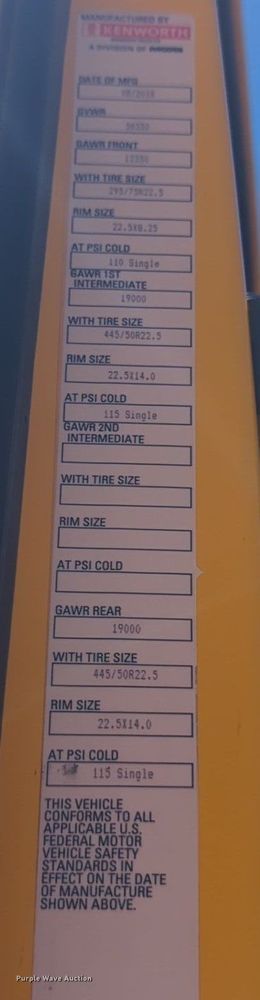 MANUFACTURED BY
KENWORTH
A DIVISION OF PACCAR
DATE OF MFG
GVWR
GAWR FRONT
WITH TIRE SIZE
295/75R22.5
RIM SIZE
22.5X8.25
AT PSI COLD
110 Single
GAWR 1ST
INTERMEDIATE
19000
WITH TIRE SIZE
445/50R22.5
RIM SIZE
22.5X14.0
AT PSI COLD
115 Single
GAWR 2ND
INTERMEDIATE
WITH TIRE SIZE
RIM SIZE
AT PSI COLD
GAWR REAR
19000
WITH TIRE SIZE
445/50R22.5
RIM SIZE
22.5X14.0
AT PSI COLD
115 Single
THIS VEHICLE
CONFORMS TO ALL
APPLICABLE U.S.
FEDERAL MOTOR
VEHICLE SAFETY
STANDARDS IN
EFFECT ON THE DATE
OF MANUFACTURE
SHOWN ABOVE.
Purple Wave Auction